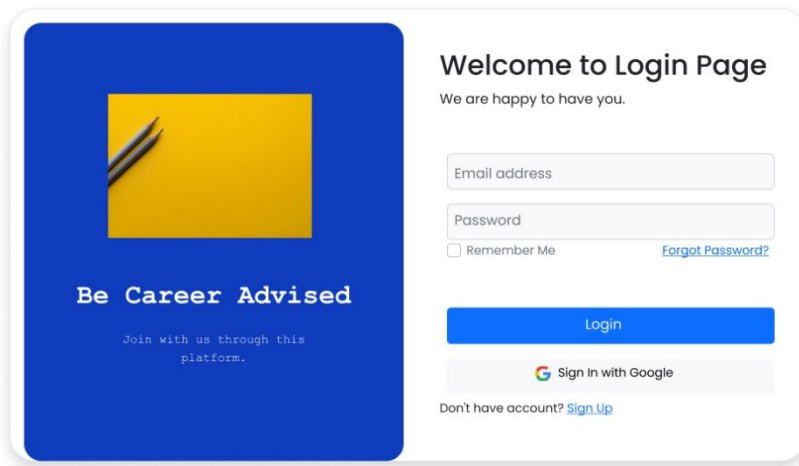 Be Career Advised
Join with us through this
platform.
Welcome to Login Page
We are happy to have you.
Email address
Password
Remember Me
Forgot Password?
Login
Sign In with Google
Don't have account? Sign Up